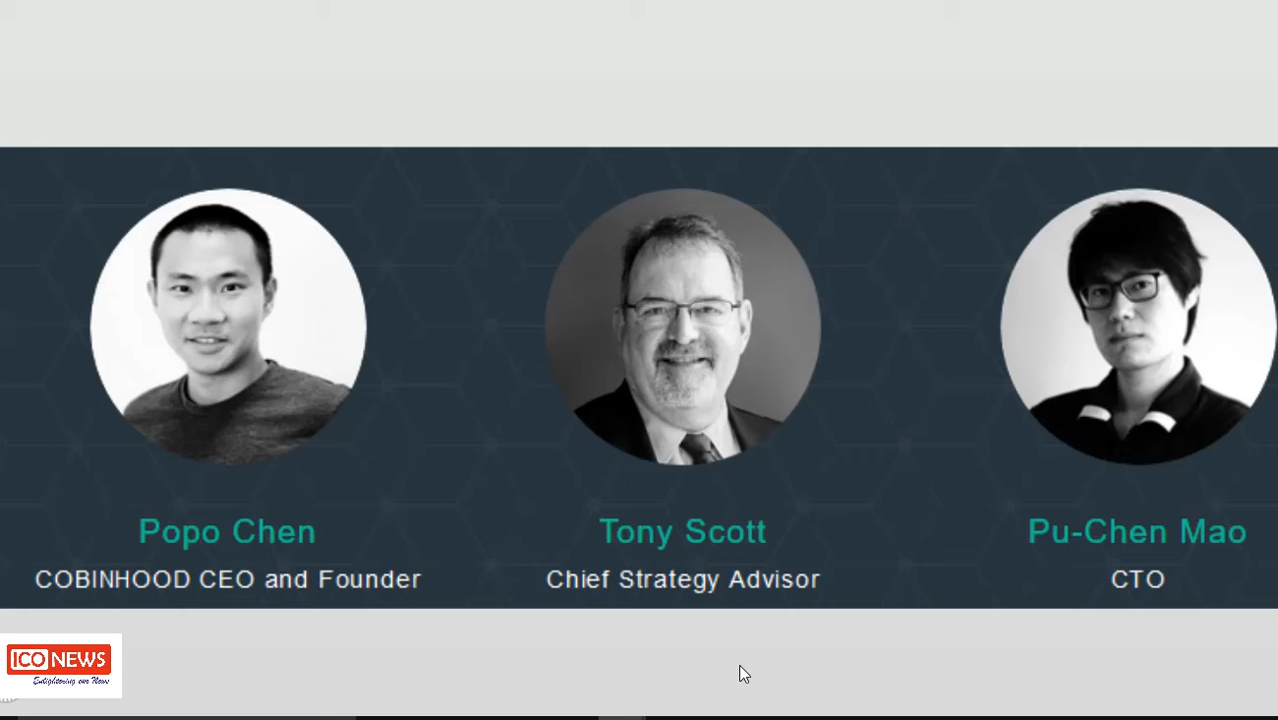 Popo Chen
COBINHOOD CEO and Founder
Tony Scott
Chief Strategy Advisor
Pu-Chen Mao
CTO
ICO NEWS
Enlightering our News